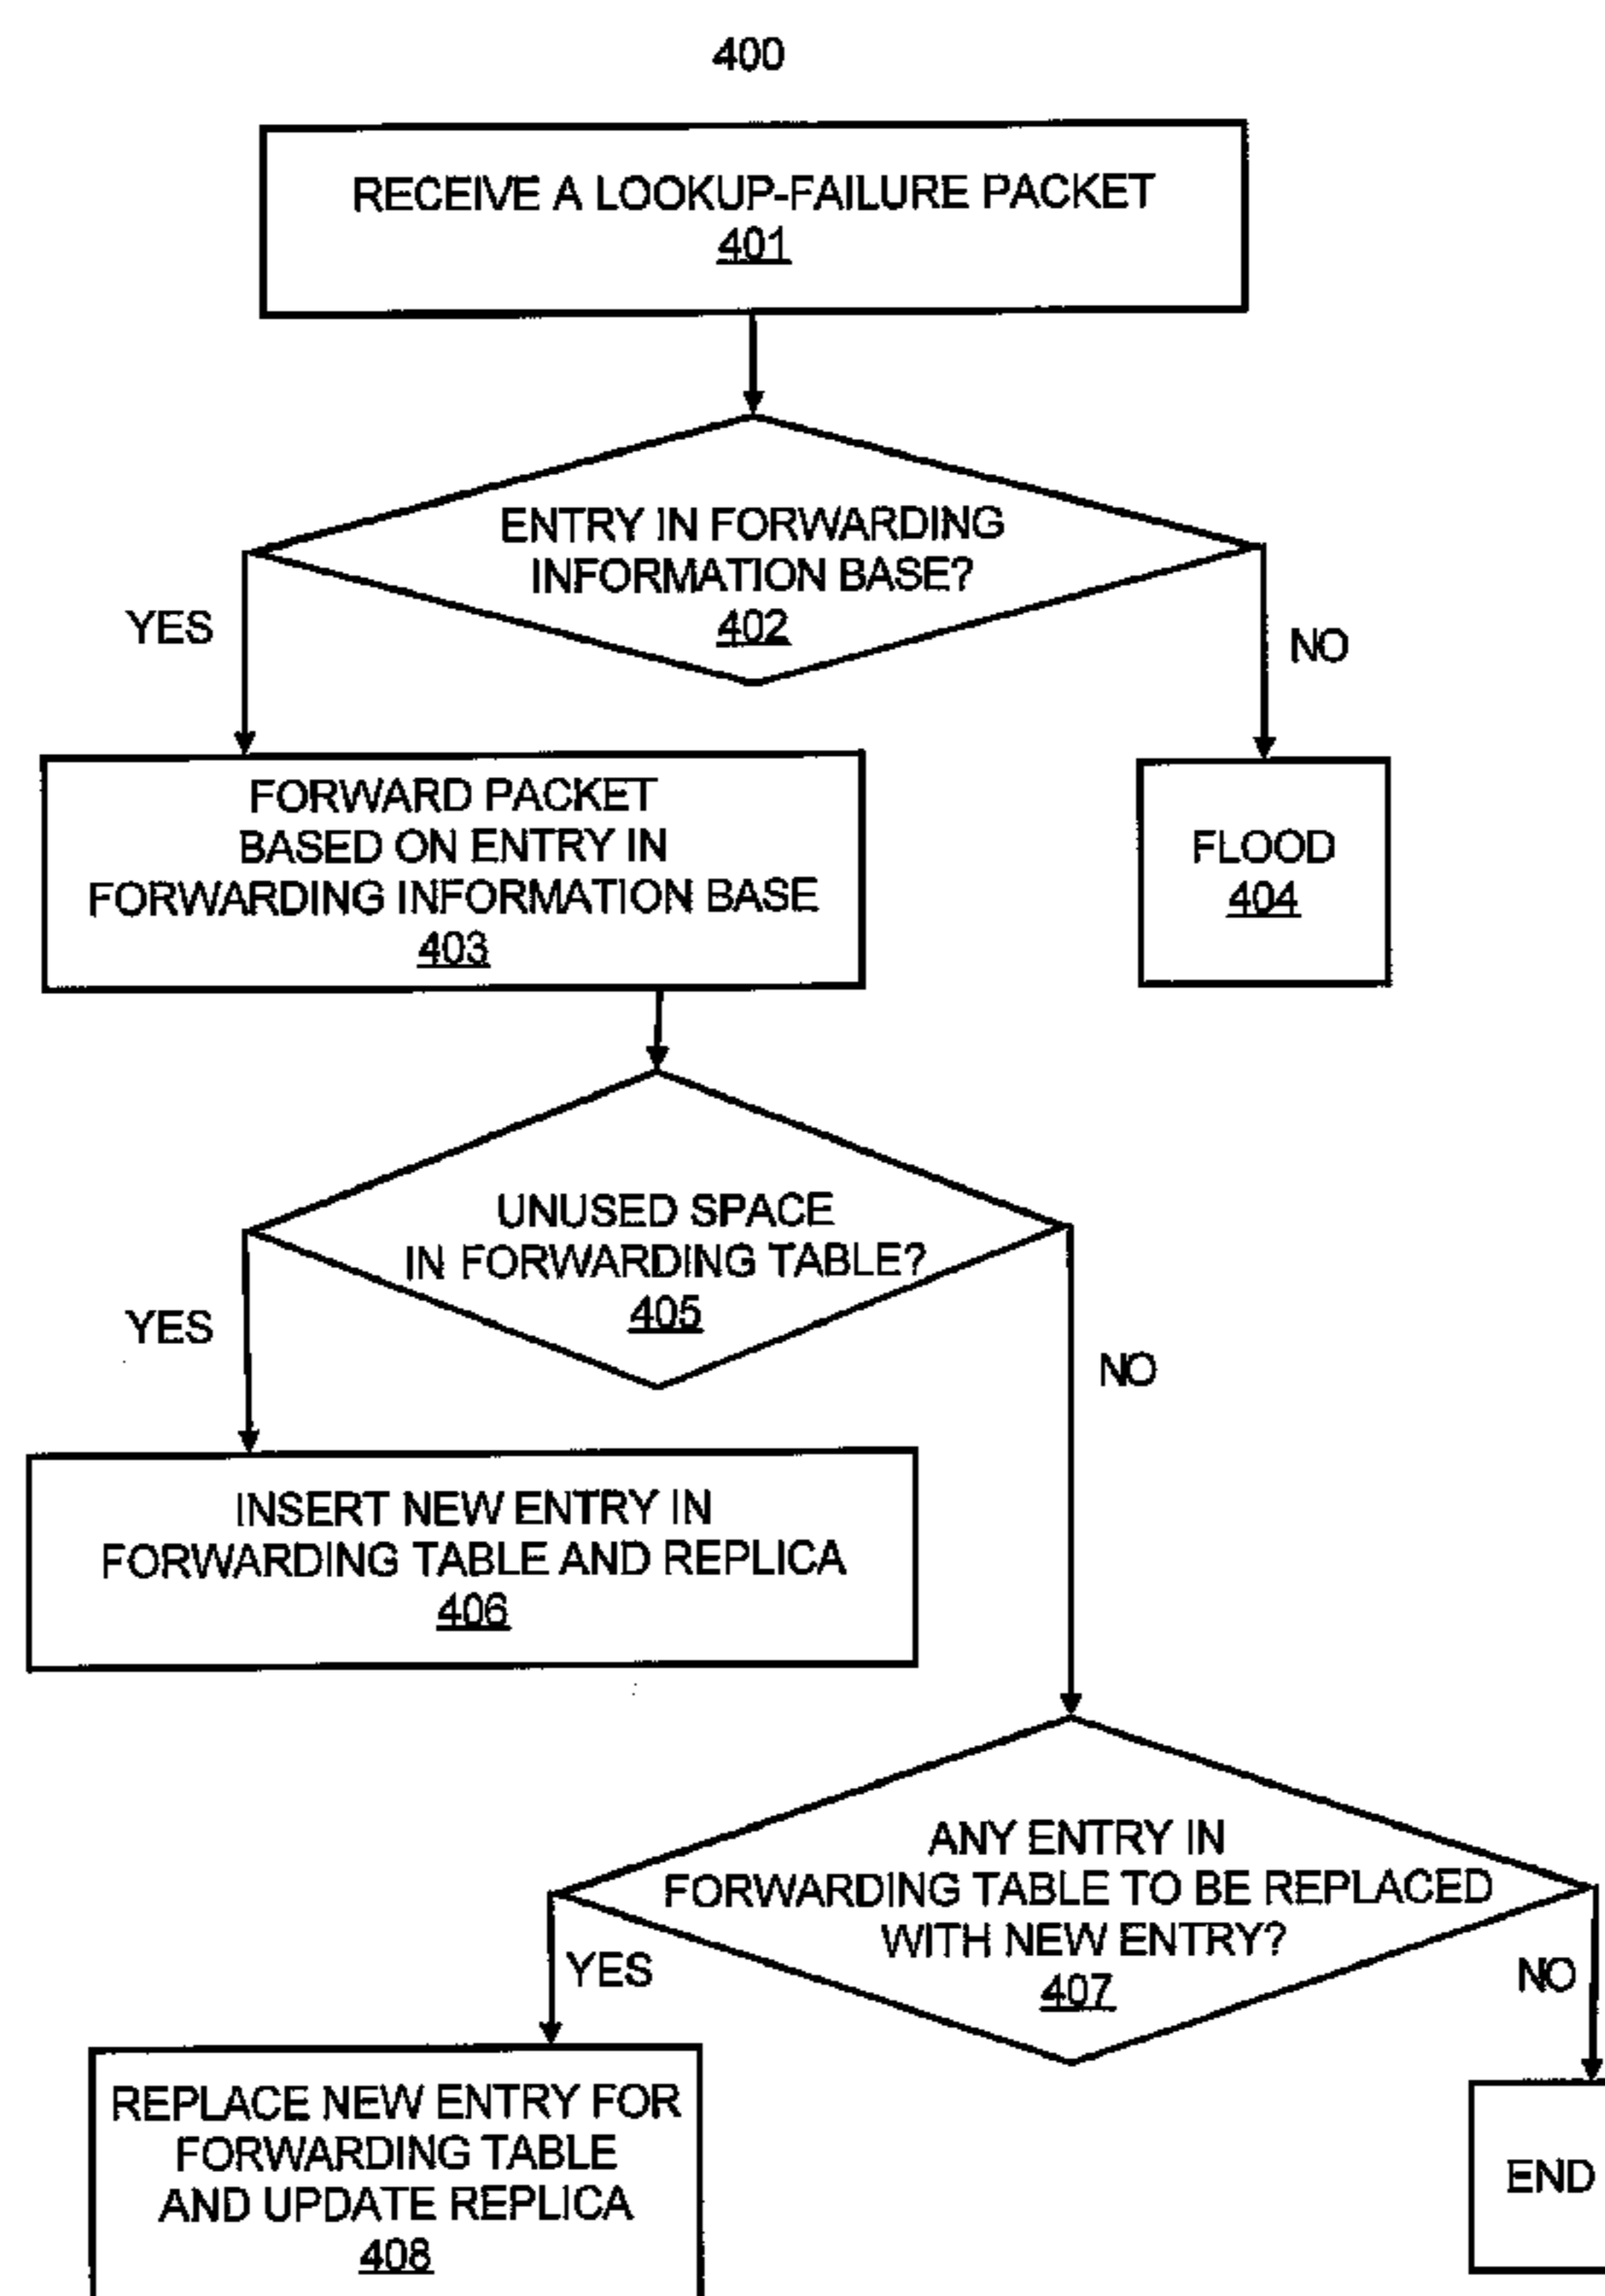 400
RECEIVE A LOOKUP-FAILURE PACKET
401
ENTRY IN FORWARDING
INFORMATION BASE?
402
YES
NO
FORWARD PACKET
BASED ON ENTRY IN
FORWARDING INFORMATION BASE
403
FLOOD
404
UNUSED SPACE
IN FORWARDING TABLE?
405
YES
NO
INSERT NEW ENTRY IN
FORWARDING TABLE AND REPLICA
406
ANY ENTRY IN
FORWARDING TABLE TO BE REPLACED
WITH NEW ENTRY?
407
YES
NO
REPLACE NEW ENTRY FOR
FORWARDING TABLE
AND UPDATE REPLICA
408
END